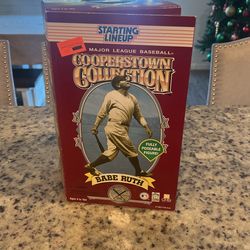 STARTING
LINEUP
MAJOR LEAGUE BASEBALL
COOPERSTOWN
COLLECTION
FULLY
POSEABLE
FIGURE!
BABE RUTH